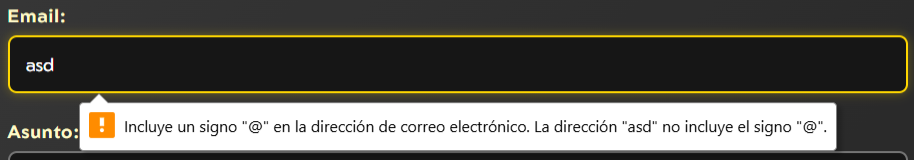 Email:
asd
Incluye un signo "@" en la dirección de correo electrónico. La dirección "asd" no incluye el signo "@".
Asunto: